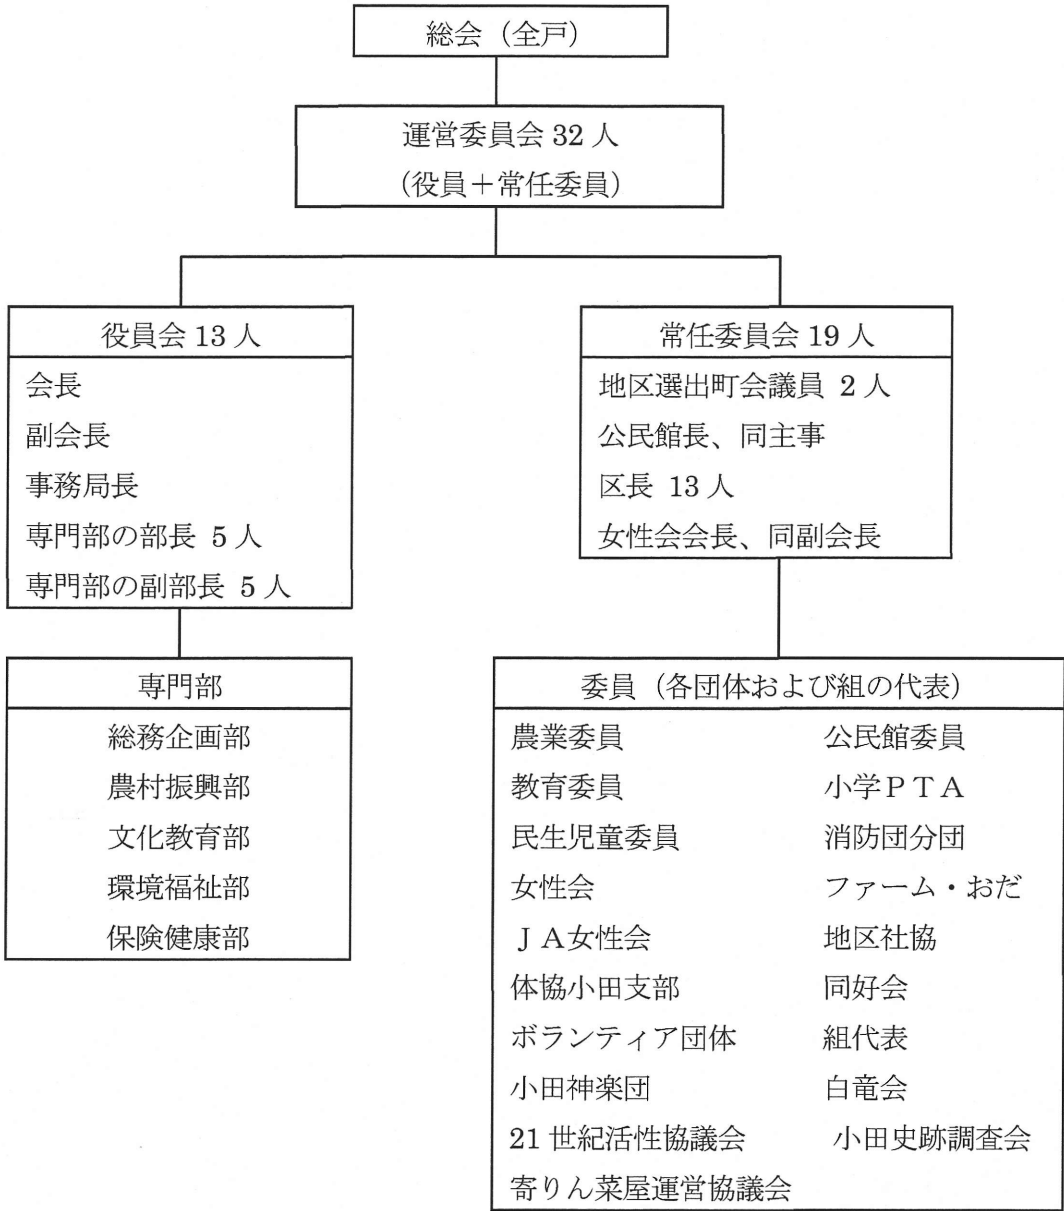 総会（全戸）
運営委員会 32 人
（役員＋常任委員）
役員会 13 人
会長
副会長
事務局長
専門部の部長 5 人
専門部の副部長 5 人
常任委員会 19 人
地区選出町会議員 2 人
公民館長、同主事
区長 13 人
女性会会長、同副会長
専門部
総務企画部
農村振興部
文化教育部
環境福祉部
保険健康部
委員（各団体および組の代表）
農業委員 公民館委員
教育委員 小学ＰＴＡ
民生児童委員 消防団分団
女性会 ファーム・おだ
ＪＡ女性会 地区社協
体協小田支部 同好会
ボランティア団体 組代表
小田神楽団 白竜会
21 世紀活性協議会 小田史跡調査会
寄りん菜屋運営協議会